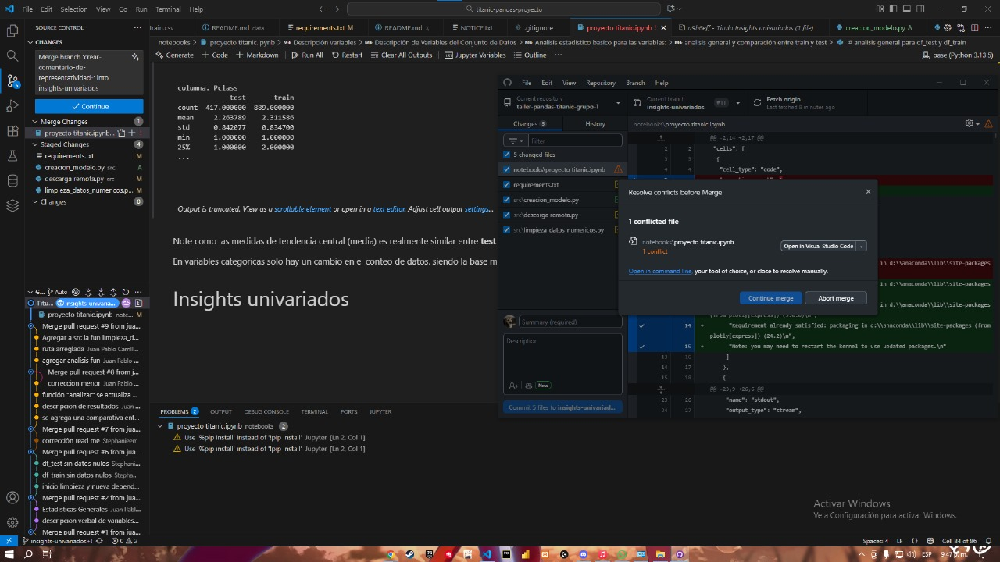 File Edit Selection View Go Run Terminal Help
titanic-pandas-proyecto
SOURCE CONTROL
CHANGES
Merge branch 'crear-
comentario-de-
representatividad-' into
insights-univariados
Continue
Merge Changes 1
proyecto titanic.ipynb... !
Staged Changes 4
requirements.txt M
creacion_modelo.py src A
descarga remota.py src M
limpieza_datos_numericos.p... M
Changes 0
G... Auto
Titu... insights-univaria...
proyecto titanic.ipynb note... M
Merge pull request #9 from jua...
Agregar a src la fun limpieza_d...
ruta arreglada Juan Pablo Carrill...
agregar analisis fun Juan Pablo ...
Merge pull request #8 from j...
correccion menor Juan Pablo ...
función "analizar" se actualiza ...
descripción de resultados Juan ...
se agrega una comparativa ent...
Merge pull request #7 from jua...
corrección read me Stephanieem
Merge pull request #6 from jua...
df_test sin datos nulos Stephani...
df_train sin datos nulos Stepha...
inicio limpieza y nueva depend...
Merge pull request #2 from jua...
Estadisticas Generales Juan Pabl...
descripcion verbal de variables...
Merge pull request #1 from jua...
train.csv README.md data requirements.txt M README.md \ NOTICE.txt .gitignore proyecto titanic.ipynb ! a9b6eff - Titulo Insights univariados (1 file) creacion_modelo.py A
notebooks > proyecto titanic.ipynb > M↓ Descripción variables > M↓ Descripción de Variables del Conjunto de Datos > M↓ Analisis estadistico basico para las variables: > M↓ analisis general y comparación entre train y test > # analisis general para df_test y df_train
Generate + Code + Markdown Run All Restart Clear All Outputs Jupyter Variables Outline ...
base (Python 3.13.5)
columna: Pclass
test train
count 417.000000 889.000000
mean 2.263789 2.311586
std 0.842077 0.834700
min 1.000000 1.000000
25% 1.000000 2.000000
...
Output is truncated. View as a scrollable element or open in a text editor. Adjust cell output settings...
Note como las medidas de tendencia central (media) es realmente similar entre test
En variables categoricas solo hay un cambio en el conteo de datos, siendo la base m
Insights univariados
PROBLEMS 2 OUTPUT DEBUG CONSOLE TERMINAL PORTS JUPYTER
proyecto titanic.ipynb notebooks 2
Use '%pip install' instead of '!pip install' Jupyter [Ln 2, Col 1]
Use '%pip install' instead of '!pip install' Jupyter [Ln 2, Col 1]
File Edit View Repository Branch Help
Current repository
taller-pandas-titanic-grupo-1
Current branch
insights-univariados #11
Fetch origin
Last fetched 8 minutes ago
Changes 5 History
Filter
5 changed files
notebooks\proyecto titanic.ipynb
requirements.txt
src\creacion_modelo.py
src\descarga remota.py
src\limpieza_datos_numericos.py
Summary (required)
Description
New
Commit 5 files to insights-univariad...
notebooks\proyecto titanic.ipynb
@@ -2,14 +2,17 @@
2 2 "cells": [
3 3 {
4 4 "cell_type": "code",
Resolve conflicts before Merge
1 conflicted file
notebooks\proyecto titanic.ipynb
1 conflict
Open in Visual Studio Code
Open in command line, your tool of choice, or close to resolve manually.
Continue merge Abort merge
in d:\\anaconda\\lib\\site-packages
in d:\\anaconda\\lib\\site-packages
in d:\\anaconda\\lib\\site-packages
14 + "Requirement already satisfied: packaging in d:\\anaconda\\lib\\site-packages (from
plotly[express]) (24.2)\n",
15 + "Note: you may need to restart the kernel to use updated packages.\n"
13 16 ]
14 17 },
15 18 {
@@ -23,9 +26,6 @@
23 26 "name": "stdout",
24 27 "output_type": "stream",
Activar Windows
Ve a Configuración para activar Windows.
insights-univariados+! 0 2
Spaces: 4 LF Cell 84 of 86
ESP 9:47 p. m.